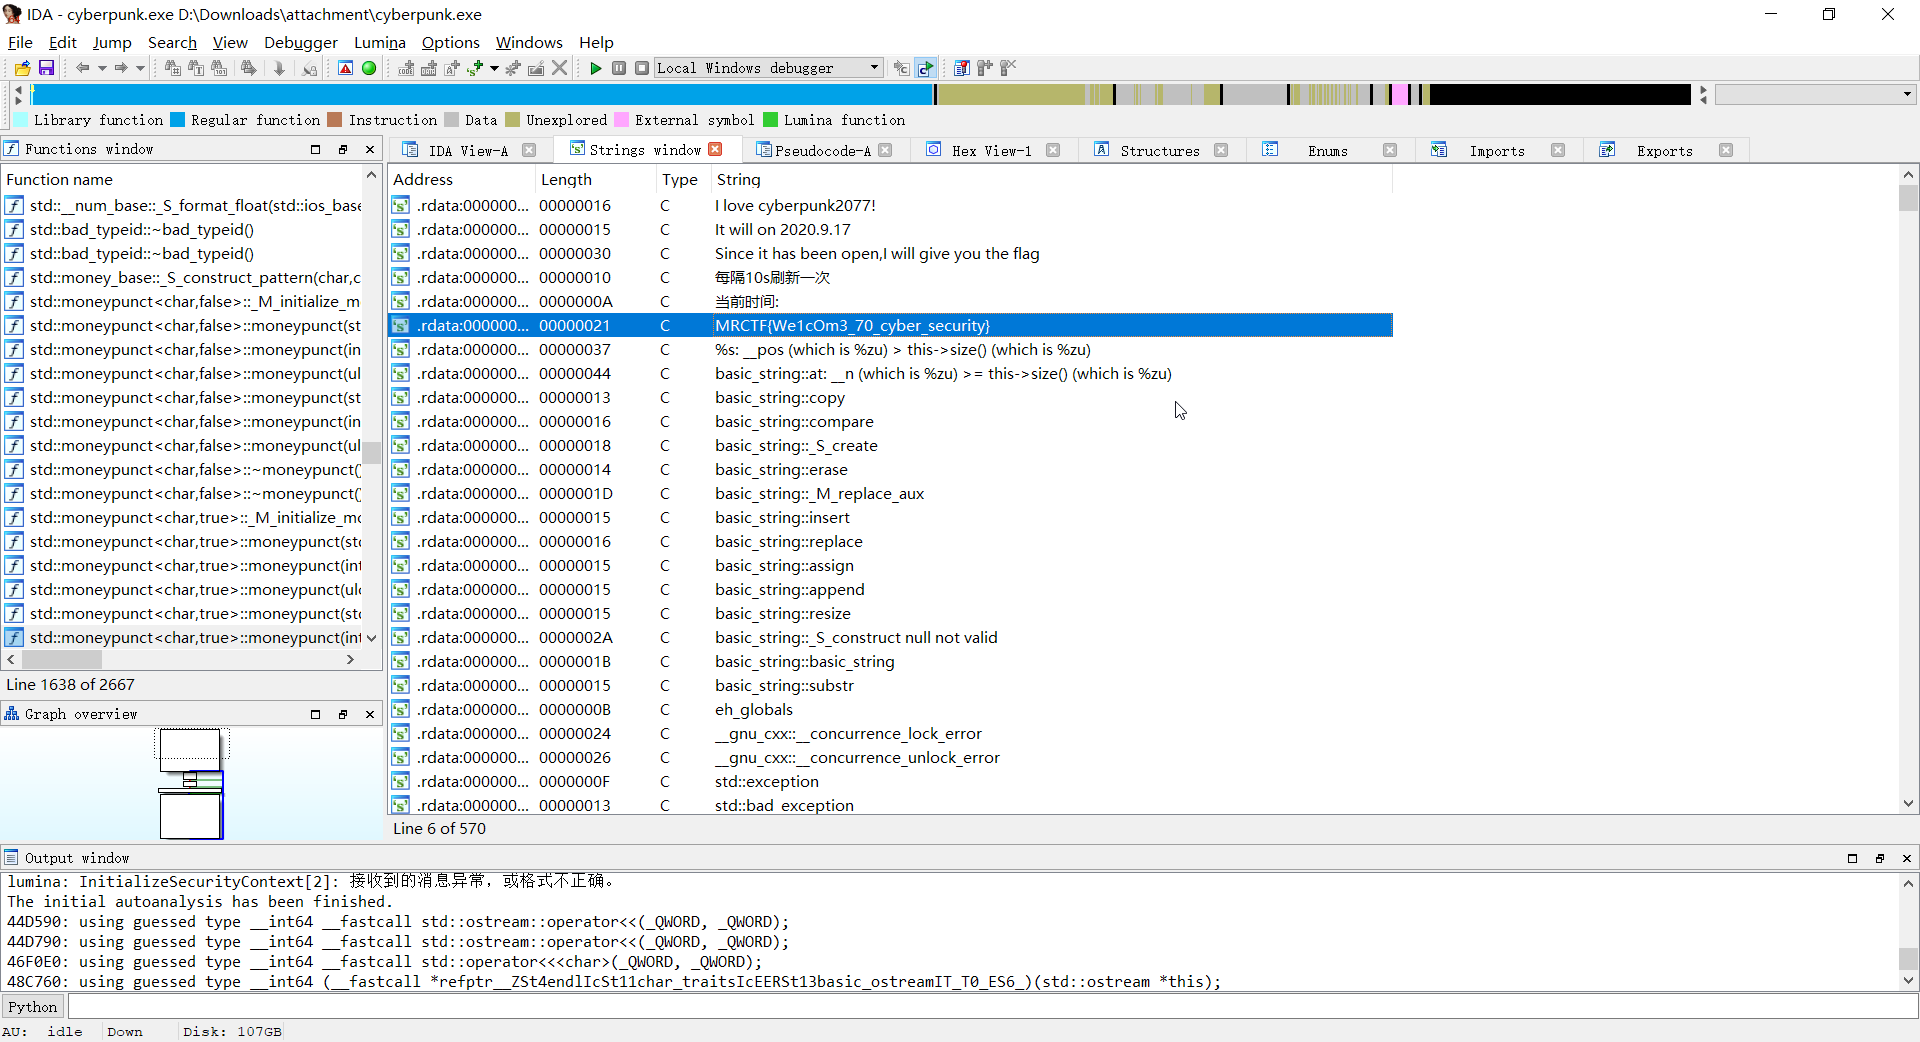 IDA - cyberpunk.exe D:\Downloads\attachment\cyberpunk.exe
File Edit Jump Search View Debugger Lumina Options Windows Help
Local Windows debugger
Library function Regular function Instruction Data Unexplored External symbol Lumina function
Functions window
IDA View-A Strings window Pseudocode-A Hex View-1 Structures Enums Imports Exports
Function name
std::__num_base::_S_format_float(std::ios_base
std::bad_typeid::~bad_typeid()
std::bad_typeid::~bad_typeid()
std::money_base::_S_construct_pattern(char,c
std::moneypunct<char,false>::_M_initialize_m
std::moneypunct<char,false>::moneypunct(st
std::moneypunct<char,false>::moneypunct(in
std::moneypunct<char,false>::moneypunct(ul
std::moneypunct<char,false>::moneypunct(st
std::moneypunct<char,false>::moneypunct(in
std::moneypunct<char,false>::moneypunct(ul
std::moneypunct<char,false>::~moneypunct()
std::moneypunct<char,false>::~moneypunct()
std::moneypunct<char,true>::_M_initialize_mo
std::moneypunct<char,true>::moneypunct(std
std::moneypunct<char,true>::moneypunct(int
std::moneypunct<char,true>::moneypunct(ulo
std::moneypunct<char,true>::moneypunct(std
std::moneypunct<char,true>::moneypunct(int
Line 1638 of 2667
Graph overview
Address Length Type String
.rdata:000000... 00000016 C I love cyberpunk2077!
.rdata:000000... 00000015 C It will on 2020.9.17
.rdata:000000... 00000030 C Since it has been open,I will give you the flag
.rdata:000000... 00000010 C 每隔10s刷新一次
.rdata:000000... 0000000A C 当前时间:
.rdata:000000... 00000021 C MRCTF{We1cOm3_70_cyber_security}
.rdata:000000... 00000037 C %s: __pos (which is %zu) > this->size() (which is %zu)
.rdata:000000... 00000044 C basic_string::at: __n (which is %zu) >= this->size() (which is %zu)
.rdata:000000... 00000013 C basic_string::copy
.rdata:000000... 00000016 C basic_string::compare
.rdata:000000... 00000018 C basic_string::_S_create
.rdata:000000... 00000014 C basic_string::erase
.rdata:000000... 0000001D C basic_string::_M_replace_aux
.rdata:000000... 00000015 C basic_string::insert
.rdata:000000... 00000016 C basic_string::replace
.rdata:000000... 00000015 C basic_string::assign
.rdata:000000... 00000015 C basic_string::append
.rdata:000000... 00000015 C basic_string::resize
.rdata:000000... 0000002A C basic_string::_S_construct null not valid
.rdata:000000... 0000001B C basic_string::basic_string
.rdata:000000... 00000015 C basic_string::substr
.rdata:000000... 0000000B C eh_globals
.rdata:000000... 00000024 C __gnu_cxx::__concurrence_lock_error
.rdata:000000... 00000026 C __gnu_cxx::__concurrence_unlock_error
.rdata:000000... 0000000F C std::exception
.rdata:000000... 00000013 C std::bad_exception
Line 6 of 570
Output window
lumina: InitializeSecurityContext[2]: 接收到的消息异常，或格式不正确。
The initial autoanalysis has been finished.
44D590: using guessed type __int64 __fastcall std::ostream::operator<<(_QWORD, _QWORD);
44D790: using guessed type __int64 __fastcall std::ostream::operator<<(_QWORD, _QWORD);
46F0E0: using guessed type __int64 __fastcall std::operator<<<char>(_QWORD, _QWORD);
48C760: using guessed type __int64 (__fastcall *refptr__ZSt4endlIcSt11char_traitsIcEERSt13basic_ostreamIT_T0_ES6_)(std::ostream *this);
Python
AU: idle Down Disk: 107GB